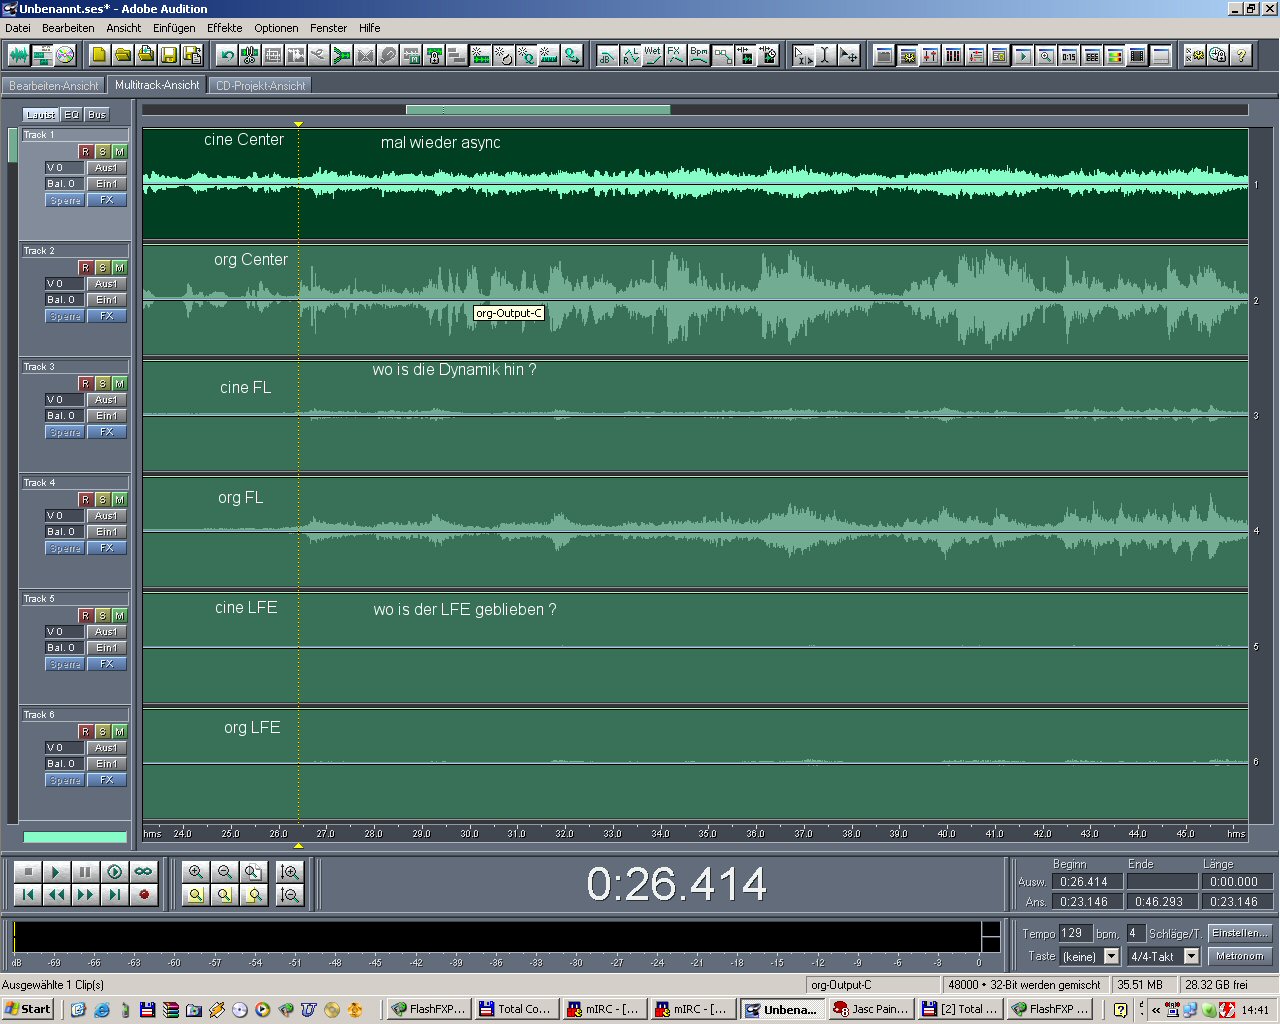 Unbenannt.ses* - Adobe Audition
Datei Bearbeiten Ansicht Einfügen Effekte Optionen Fenster Hilfe
Bearbeiten-Ansicht Multitrack-Ansicht CD-Projekt-Ansicht
EQ Bus
Track 1
R S M
V 0 Aus1
Bal. 0 Ein1
Sperre FX
cine Center mal wieder async
1
Track 2
R S M
V 0 Aus1
Bal. 0 Ein1
Sperre FX
org Center
org-Output-C
2
Track 3
R S M
V 0 Aus1
Bal. 0 Ein1
Sperre FX
wo is die Dynamik hin ?
cine FL
3
Track 4
R S M
V 0 Aus1
Bal. 0 Ein1
Sperre FX
org FL
4
Track 5
R S M
V 0 Aus1
Bal. 0 Ein1
Sperre FX
cine LFE wo is der LFE geblieben ?
5
Track 6
R S M
V 0 Aus1
Bal. 0 Ein1
Sperre FX
org LFE
6
hms 24.0 25.0 26.0 27.0 28.0 29.0 30.0 31.0 32.0 33.0 34.0 35.0 36.0 37.0 38.0 39.0 40.0 41.0 42.0 43.0 44.0 45.0 hms
0:26.414
Beginn Ende Länge
Ausw. 0:26.414 0:00.000
Ans. 0:23.146 0:46.293 0:23.146
Tempo 129 bpm, 4 Schläge/T. Einstellen...
Taste (keine) 4/4-Takt Metronom
dB -69 -66 -63 -60 -57 -54 -51 -48 -45 -42 -39 -36 -33 -30 -27 -24 -21 -18 -15 -12 -9 -6 -3 0
Ausgewählte 1 Clip(s) org-Output-C 48000 • 32-Bit werden gemischt 35.51 MB 28.32 GB frei
Start FlashFXP... Total Co... mIRC - [... mIRC - [... Unbena... Jasc Pain... [2] Total ... FlashFXP ... 14:41